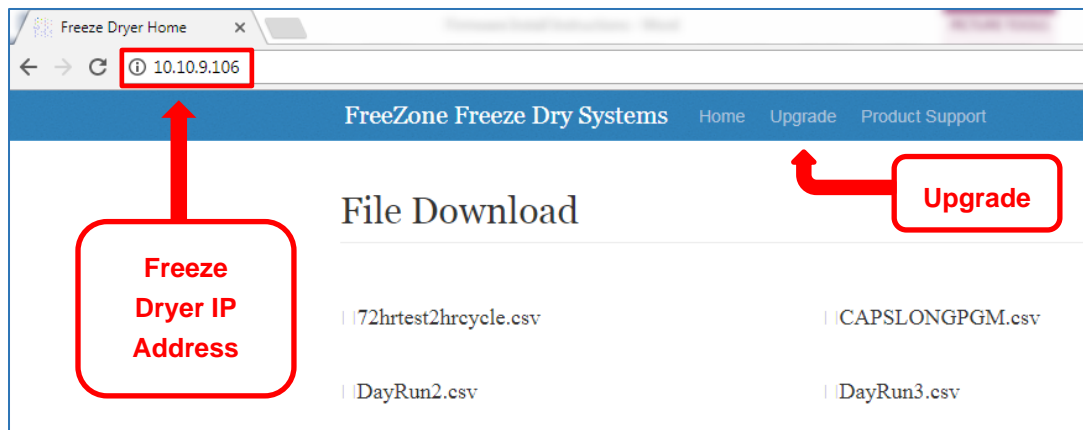 Freeze Dryer Home
10.10.9.106
FreeZone Freeze Dry Systems Home Upgrade Product Support
Upgrade
File Download
Freeze
Dryer IP
Address
72hrtest2hrcycle.csv CAPSLONGPGM.csv
DayRun2.csv DayRun3.csv